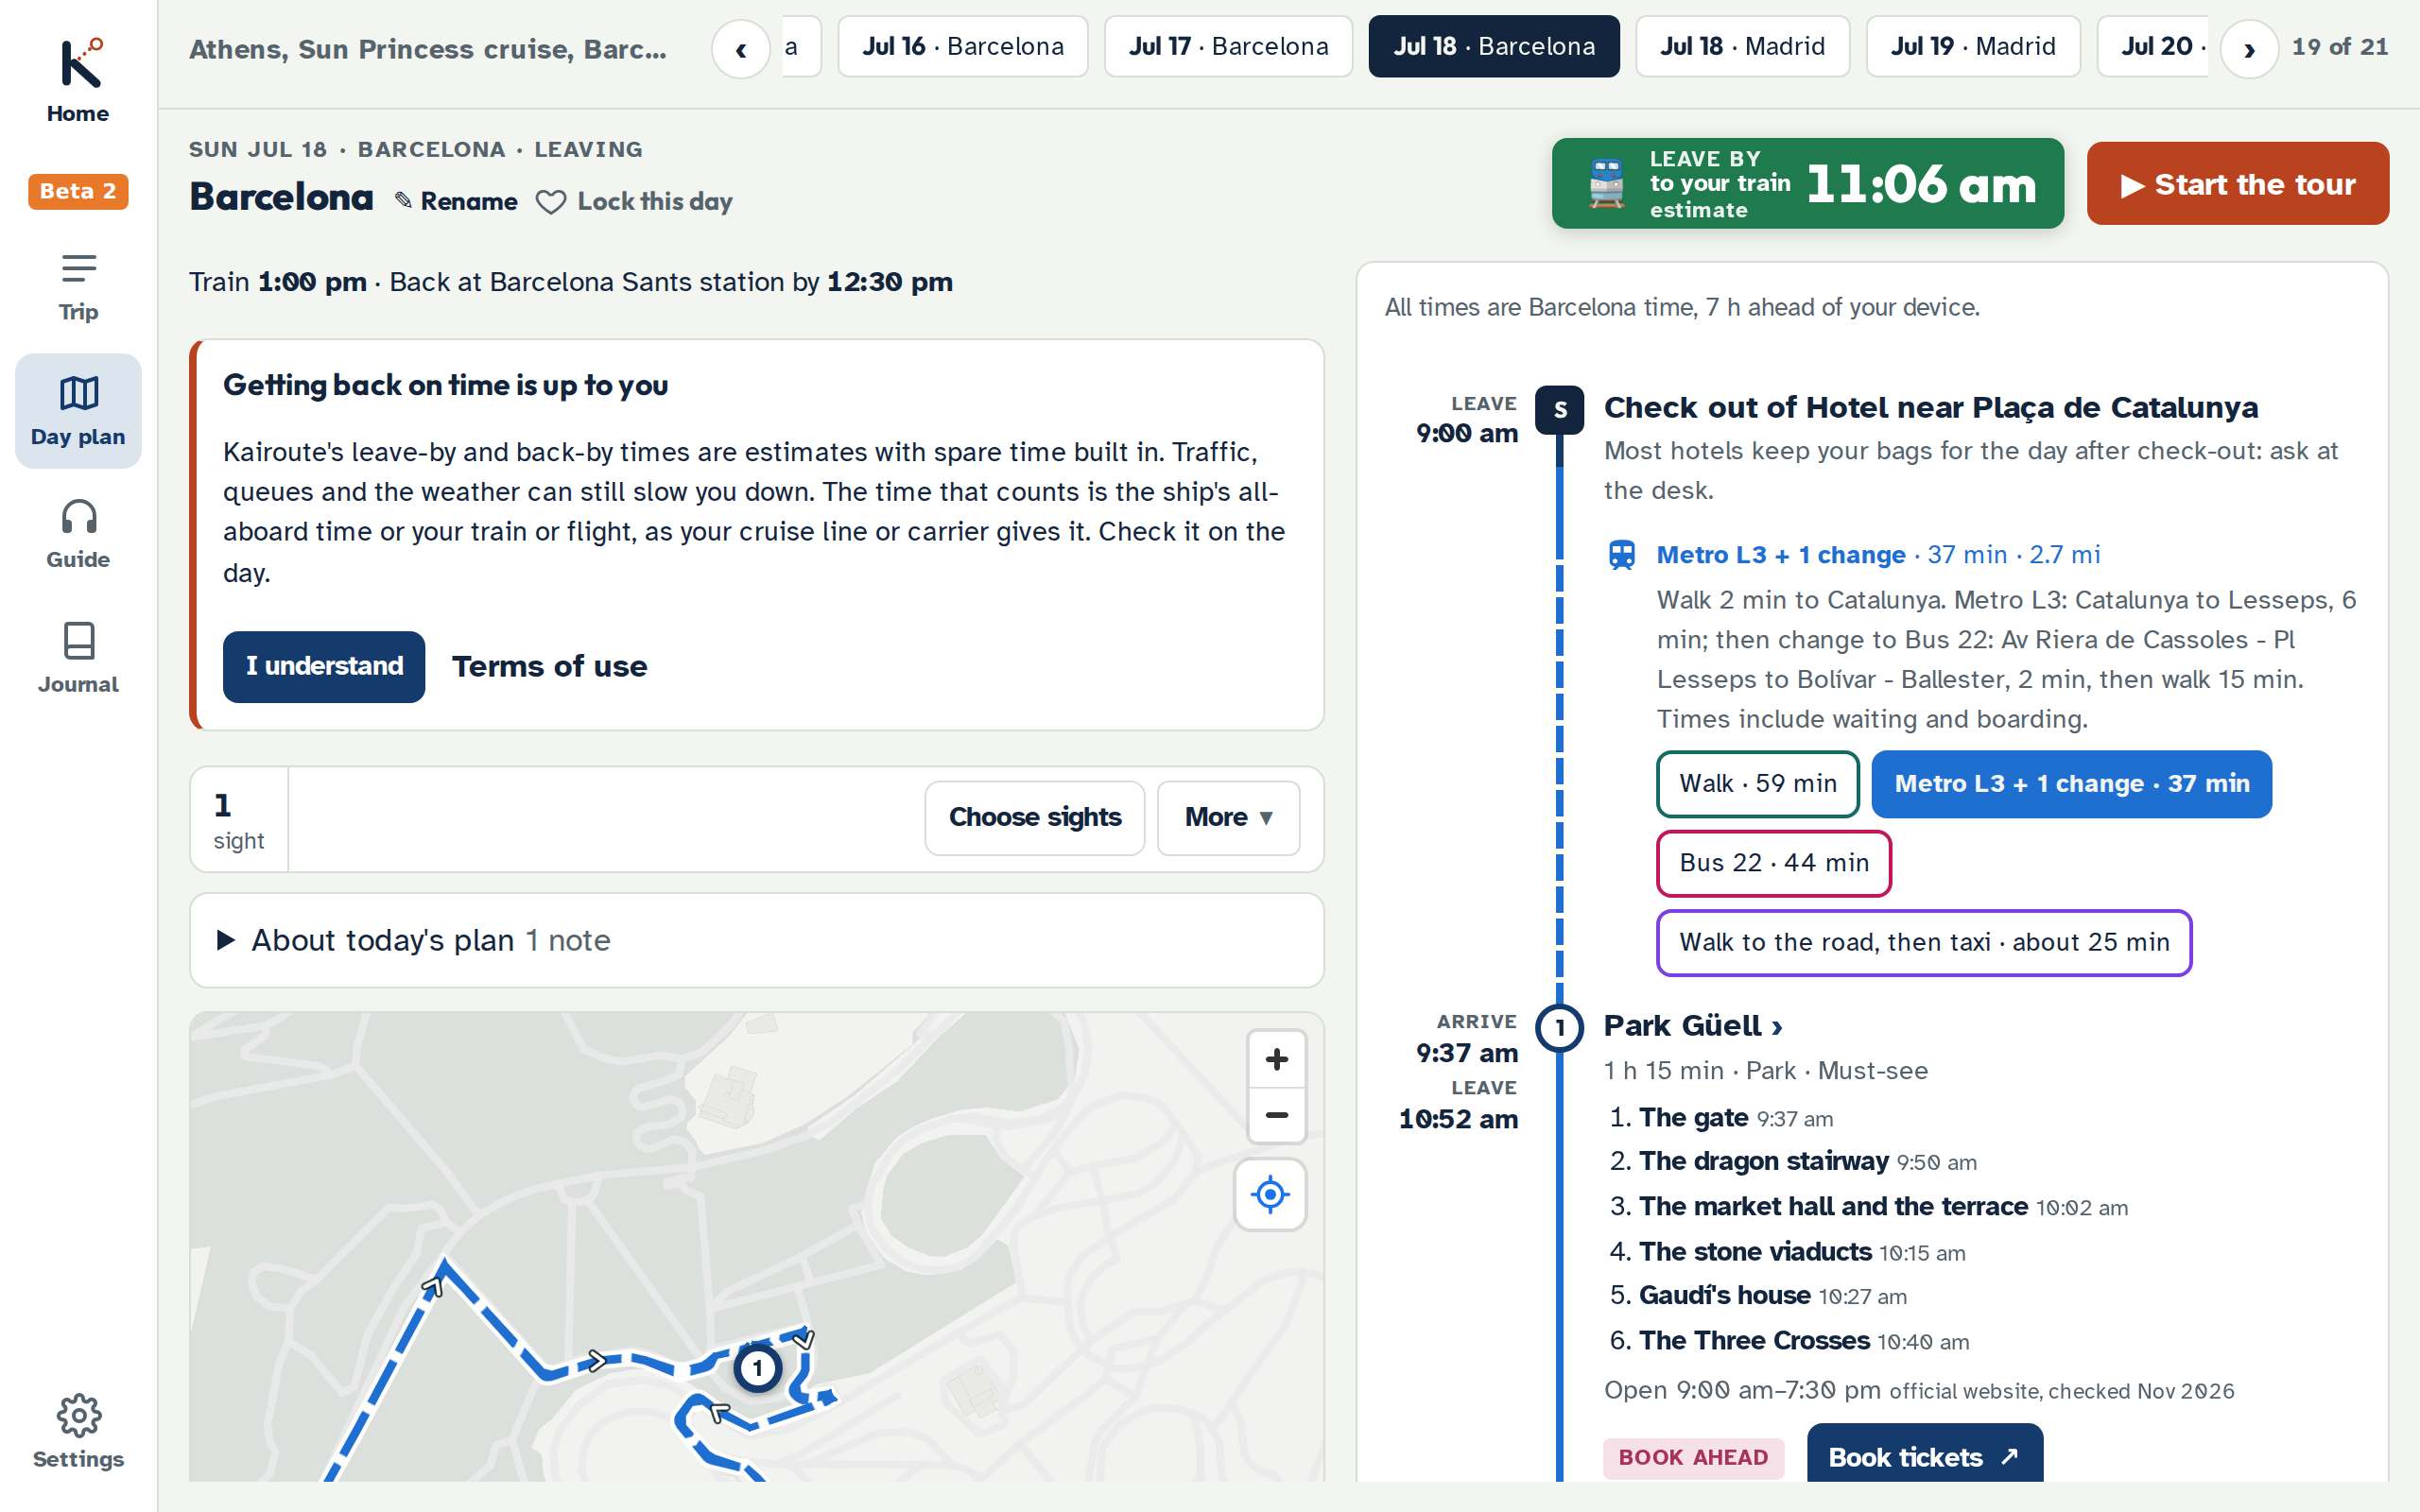 Home
Beta 2
Trip
Day plan
Guide
Journal
Settings
Athens, Sun Princess cruise, Barc...
‹
a
Jul 16 · Barcelona
Jul 17 · Barcelona
Jul 18 · Barcelona
Jul 18 · Madrid
Jul 19 · Madrid
Jul 20 ·
›
19 of 21
SUN JUL 18 · BARCELONA · LEAVING
Barcelona
✎ Rename
Lock this day
LEAVE BY
to your train
estimate
11:06 am
▶ Start the tour
Train 1:00 pm · Back at Barcelona Sants station by 12:30 pm
Getting back on time is up to you
Kairoute's leave-by and back-by times are estimates with spare time built in. Traffic,
queues and the weather can still slow you down. The time that counts is the ship's all-
aboard time or your train or flight, as your cruise line or carrier gives it. Check it on the
day.
I understand
Terms of use
1
sight
Choose sights
More ▾
▶ About today's plan 1 note
+
−
1
All times are Barcelona time, 7 h ahead of your device.
LEAVE
9:00 am
S
Check out of Hotel near Plaça de Catalunya
Most hotels keep your bags for the day after check-out: ask at
the desk.
Metro L3 + 1 change · 37 min · 2.7 mi
Walk 2 min to Catalunya. Metro L3: Catalunya to Lesseps, 6
min; then change to Bus 22: Av Riera de Cassoles - Pl
Lesseps to Bolívar - Ballester, 2 min, then walk 15 min.
Times include waiting and boarding.
Walk · 59 min
Metro L3 + 1 change · 37 min
Bus 22 · 44 min
Walk to the road, then taxi · about 25 min
ARRIVE
9:37 am
LEAVE
10:52 am
1
Park Güell ›
1 h 15 min · Park · Must-see
1. The gate 9:37 am
2. The dragon stairway 9:50 am
3. The market hall and the terrace 10:02 am
4. The stone viaducts 10:15 am
5. Gaudí's house 10:27 am
6. The Three Crosses 10:40 am
Open 9:00 am–7:30 pm official website, checked Nov 2026
BOOK AHEAD
Book tickets ↗